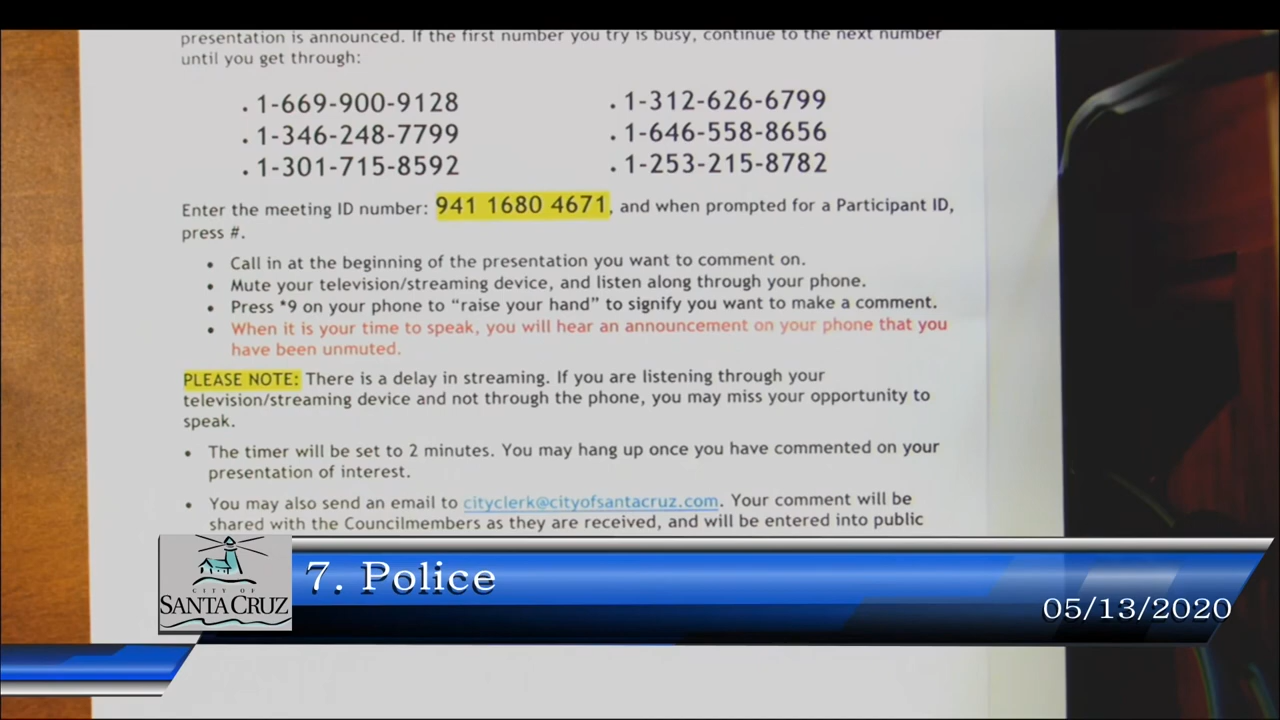 presentation is announced. If the first number you try is busy, continue to the next number
until you get through:
• 1-669-900-9128
• 1-346-248-7799
• 1-301-715-8592
• 1-312-626-6799
• 1-646-558-8656
• 1-253-215-8782
Enter the meeting ID number: 941 1680 4671, and when prompted for a Participant ID,
press #.
• Call in at the beginning of the presentation you want to comment on.
• Mute your television/streaming device, and listen along through your phone.
• Press *9 on your phone to “raise your hand” to signify you want to make a comment.
• When it is your time to speak, you will hear an announcement on your phone that you
have been unmuted.
PLEASE NOTE: There is a delay in streaming. If you are listening through your
television/streaming device and not through the phone, you may miss your opportunity to
speak.
• The timer will be set to 2 minutes. You may hang up once you have commented on your
presentation of interest.
• You may also send an email to cityclerk@cityofsantacruz.com. Your comment will be
shared with the Councilmembers as they are received, and will be entered into public
CITY OF
SANTA CRUZ
7. Police
05/13/2020